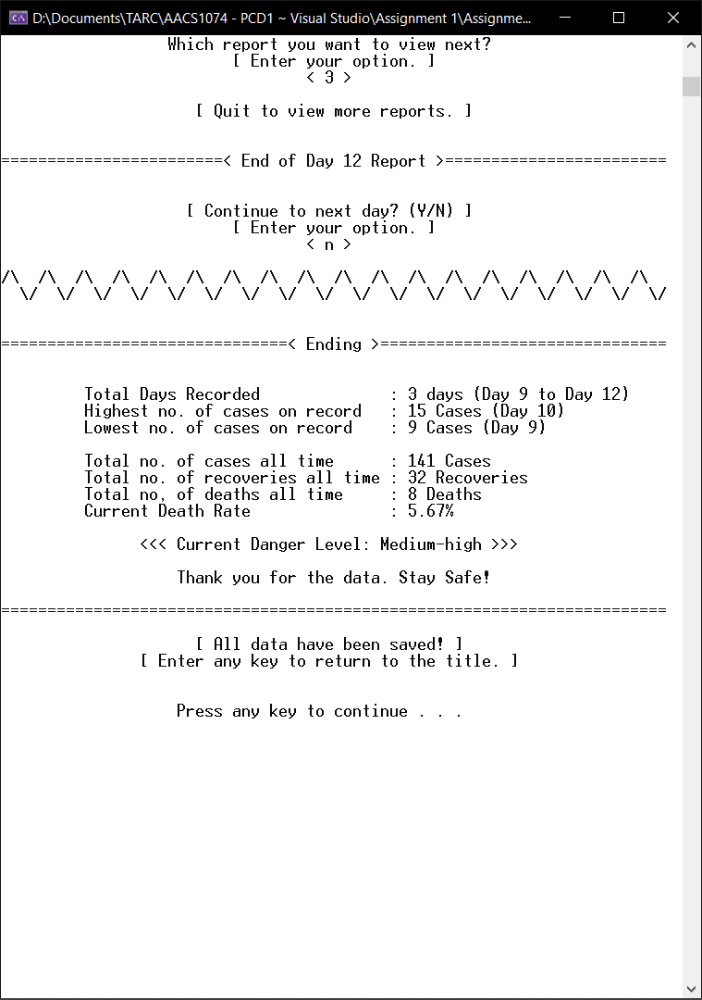 D:\Documents\TARC\AACS1074 - PCD1 ~ Visual Studio\Assignment 1\Assignme...
Which report you want to view next?
[ Enter your option. ]
< 3 >
[ Quit to view more reports. ]
========================< End of Day 12 Report >========================
[ Continue to next day? (Y/N) ]
[ Enter your option. ]
< n >
/\  /\  /\  /\  /\  /\  /\  /\  /\  /\  /\  /\  /\  /\  /\  /\  /\  /\
  \/  \/  \/  \/  \/  \/  \/  \/  \/  \/  \/  \/  \/  \/  \/  \/  \/  \/
===============================< Ending >===============================
Total Days Recorded : 3 days (Day 9 to Day 12)
Highest no. of cases on record : 15 Cases (Day 10)
Lowest no. of cases on record : 9 Cases (Day 9)
Total no. of cases all time : 141 Cases
Total no. of recoveries all time : 32 Recoveries
Total no, of deaths all time : 8 Deaths
Current Death Rate : 5.67%
<<< Current Danger Level: Medium-high >>>
Thank you for the data. Stay Safe!
========================================================================
[ All data have been saved! ]
[ Enter any key to return to the title. ]
Press any key to continue . . .